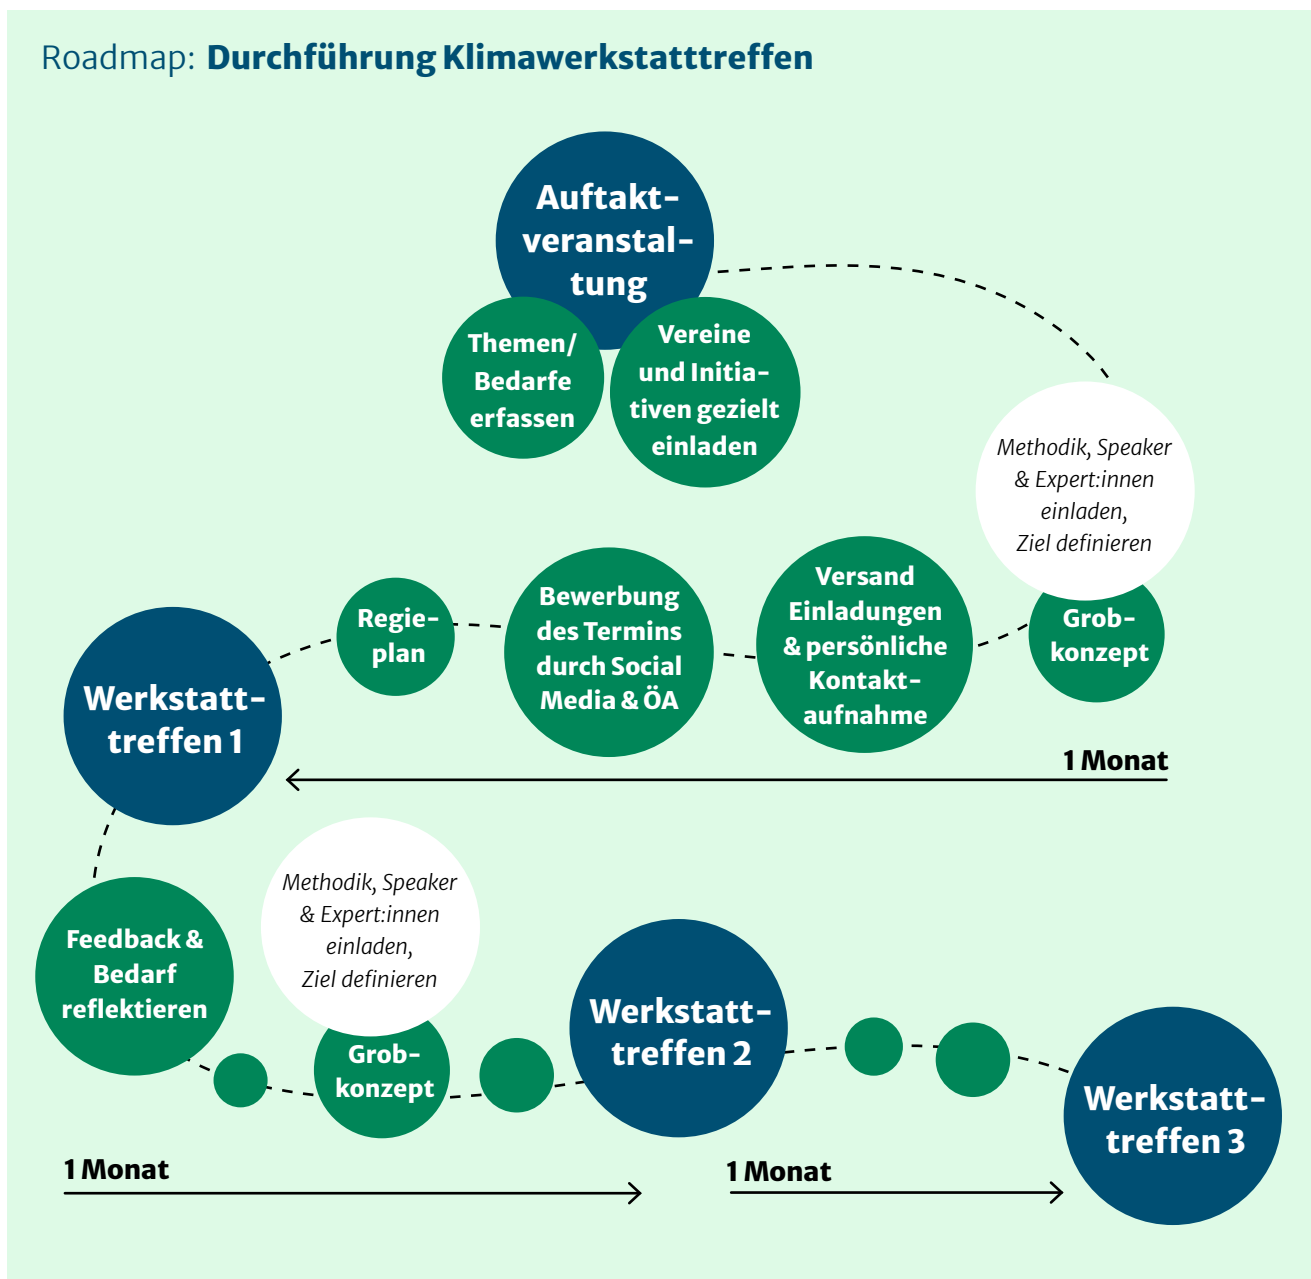 Roadmap: Durchführung Klimawerkstatttreffen
Auftakt-
veranstal-
tung
Themen/
Bedarfe
erfassen
Vereine
und Initia-
tiven gezielt
einladen
Methodik, Speaker
& Expert:innen
einladen,
Ziel definieren
Grob-
konzept
Versand
Einladungen
& persönliche
Kontakt-
aufnahme
Bewerbung
des Termins
durch Social
Media & ÖA
Regie-
plan
Werkstatt-
treffen 1
1 Monat
Feedback &
Bedarf
reflektieren
Methodik, Speaker
& Expert:innen
einladen,
Ziel definieren
Grob-
konzept
Werkstatt-
treffen 2
Werkstatt-
treffen 3
1 Monat
1 Monat